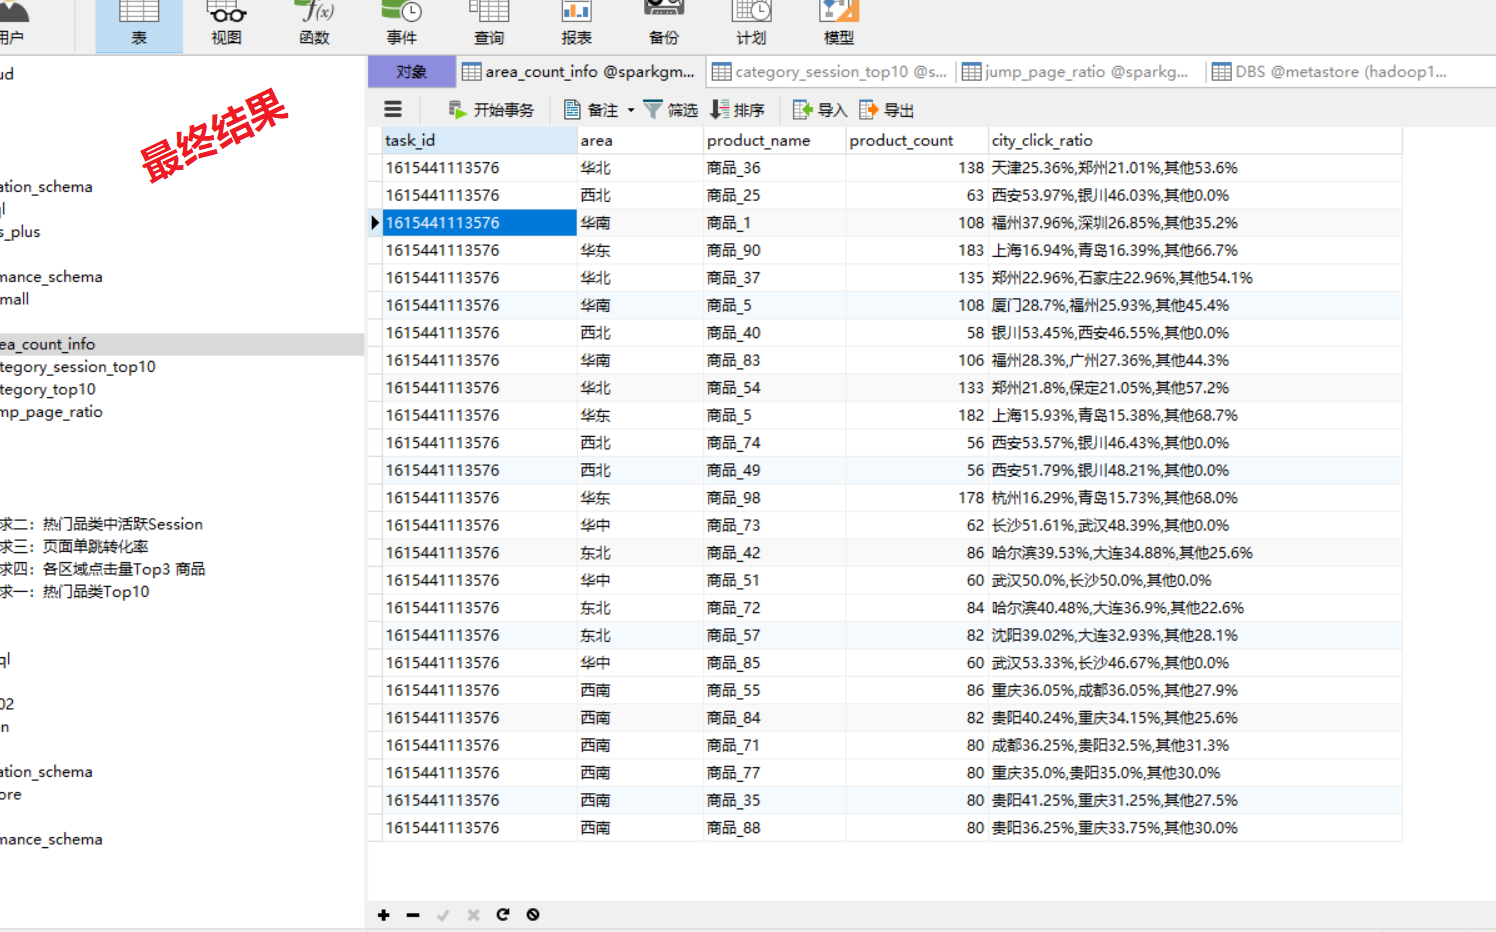 用户 表 视图 函数 事件 查询 报表 备份 计划 模型
对象 area_count_info @sparkgm... category_session_top10 @s... jump_page_ratio @sparkg... DBS @metastore (hadoop1...
开始事务 备注 筛选 排序 导入 导出
最终结果
ud
ation_schema
ql
s_plus
mance_schema
mall
ea_count_info
tegory_session_top10
tegory_top10
mp_page_ratio
求二：热门品类中活跃Session
求三：页面单跳转化率
求四：各区域点击量Top3 商品
求一：热门品类Top10
ql
02
n
ation_schema
ore
mance_schema
task_id area product_name product_count city_click_ratio
1615441113576 华北 商品_36 138 天津25.36%,郑州21.01%,其他53.6%
1615441113576 西北 商品_25 63 西安53.97%,银川46.03%,其他0.0%
1615441113576 华南 商品_1 108 福州37.96%,深圳26.85%,其他35.2%
1615441113576 华东 商品_90 183 上海16.94%,青岛16.39%,其他66.7%
1615441113576 华北 商品_37 135 郑州22.96%,石家庄22.96%,其他54.1%
1615441113576 华南 商品_5 108 厦门28.7%,福州25.93%,其他45.4%
1615441113576 西北 商品_40 58 银川53.45%,西安46.55%,其他0.0%
1615441113576 华南 商品_83 106 福州28.3%,广州27.36%,其他44.3%
1615441113576 华北 商品_54 133 郑州21.8%,保定21.05%,其他57.2%
1615441113576 华东 商品_5 182 上海15.93%,青岛15.38%,其他68.7%
1615441113576 西北 商品_74 56 西安53.57%,银川46.43%,其他0.0%
1615441113576 西北 商品_49 56 西安51.79%,银川48.21%,其他0.0%
1615441113576 华东 商品_98 178 杭州16.29%,青岛15.73%,其他68.0%
1615441113576 华中 商品_73 62 长沙51.61%,武汉48.39%,其他0.0%
1615441113576 东北 商品_42 86 哈尔滨39.53%,大连34.88%,其他25.6%
1615441113576 华中 商品_51 60 武汉50.0%,长沙50.0%,其他0.0%
1615441113576 东北 商品_72 84 哈尔滨40.48%,大连36.9%,其他22.6%
1615441113576 东北 商品_57 82 沈阳39.02%,大连32.93%,其他28.1%
1615441113576 华中 商品_85 60 武汉53.33%,长沙46.67%,其他0.0%
1615441113576 西南 商品_55 86 重庆36.05%,成都36.05%,其他27.9%
1615441113576 西南 商品_84 82 贵阳40.24%,重庆34.15%,其他25.6%
1615441113576 西南 商品_71 80 成都36.25%,贵阳32.5%,其他31.3%
1615441113576 西南 商品_77 80 重庆35.0%,贵阳35.0%,其他30.0%
1615441113576 西南 商品_35 80 贵阳41.25%,重庆31.25%,其他27.5%
1615441113576 西南 商品_88 80 贵阳36.25%,重庆33.75%,其他30.0%